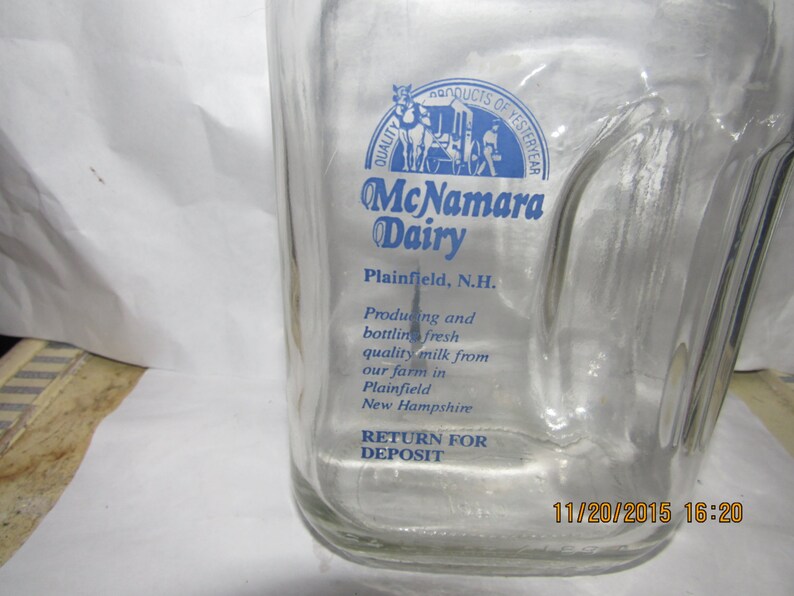 QUALITY PRODUCTS OF YESTERYEAR
McNamara
Dairy
Plainfield, N.H.
Producing and
bottling fresh
quality milk from
our farm in
Plainfield
New Hampshire
RETURN FOR
DEPOSIT
11/20/2015 16:20